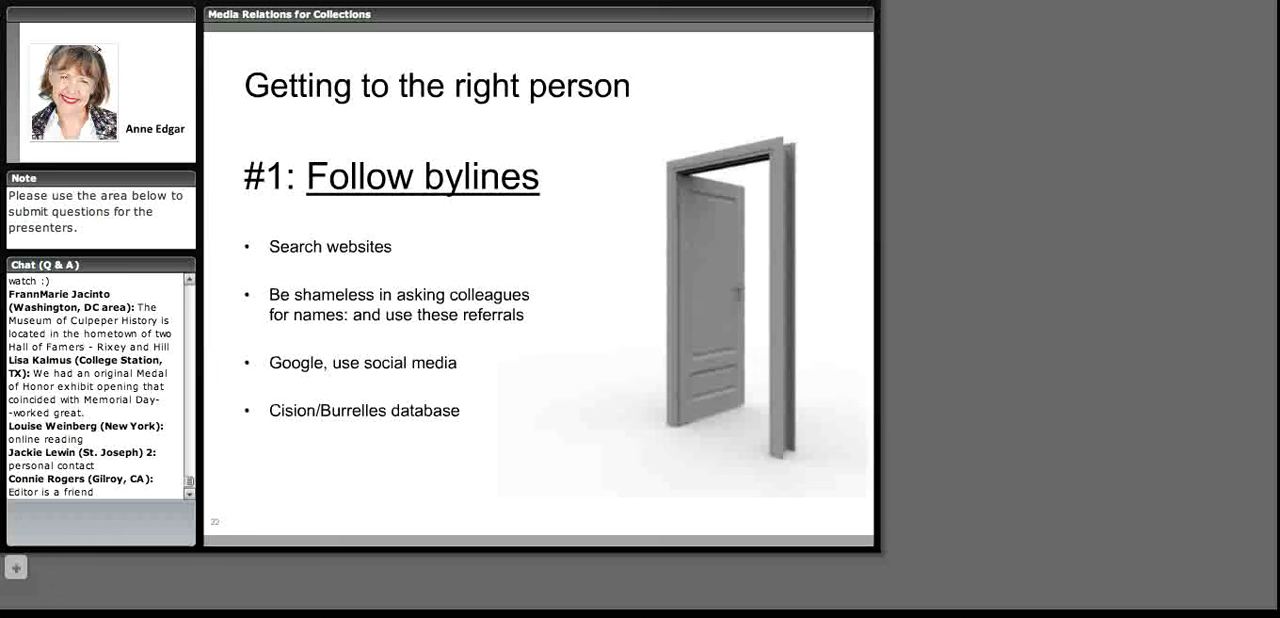 Anne Edgar
Note
Please use the area below to
submit questions for the
presenters.
Chat (Q & A)
watch :)
FrannMarie Jacinto
(Washington, DC area): The
Museum of Culpeper History is
located in the hometown of two
Hall of Famers - Rixey and Hill
Lisa Kalmus (College Station,
TX): We had an original Medal
of Honor exhibit opening that
coincided with Memorial Day-
-worked great.
Louise Weinberg (New York):
online reading
Jackie Lewin (St. Joseph) 2:
personal contact
Connie Rogers (Gilroy, CA):
Editor is a friend
Media Relations for Collections
Getting to the right person
#1: Follow bylines
• Search websites
• Be shameless in asking colleagues
for names: and use these referrals
• Google, use social media
• Cision/Burrelles database
22